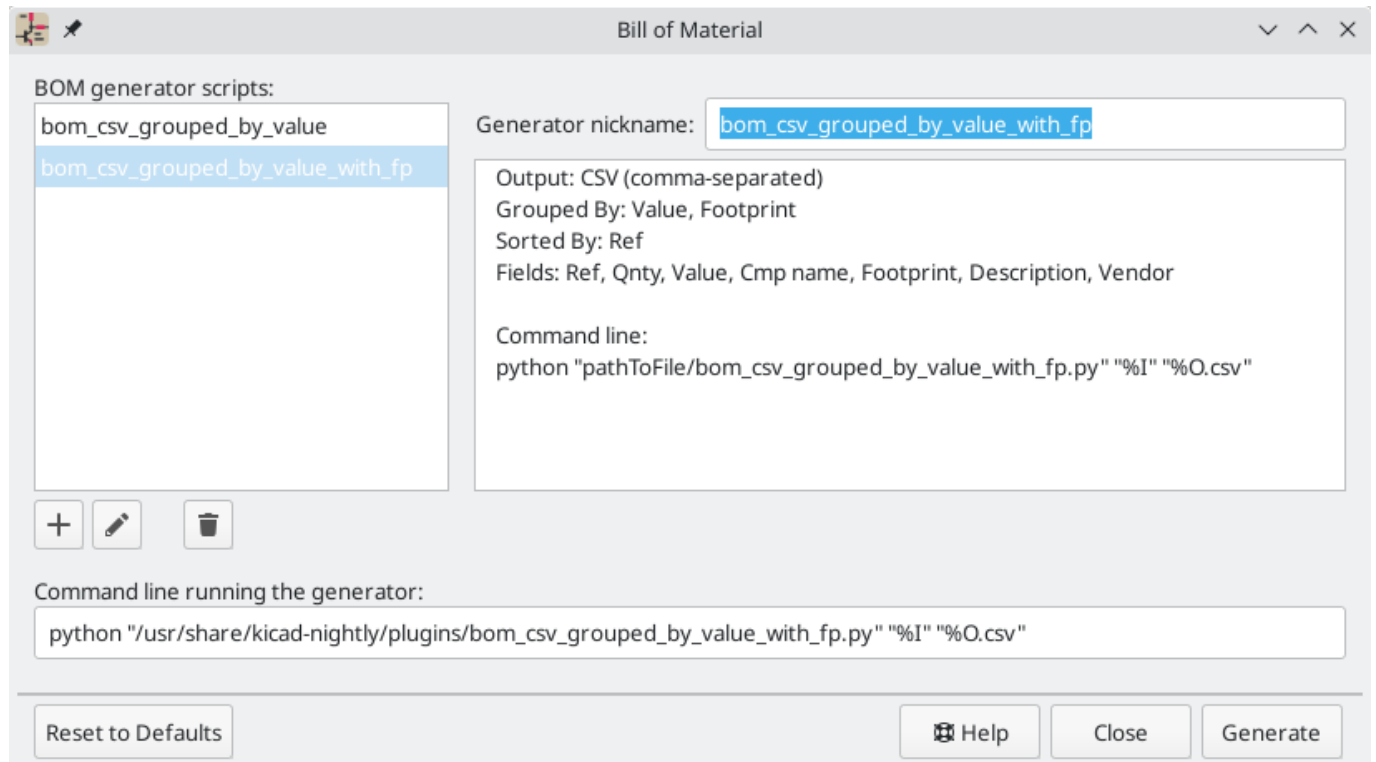 Bill of Material
BOM generator scripts:
bom_csv_grouped_by_value
bom_csv_grouped_by_value_with_fp
Generator nickname: bom_csv_grouped_by_value_with_fp
Output: CSV (comma-separated)
Grouped By: Value, Footprint
Sorted By: Ref
Fields: Ref, Qnty, Value, Cmp name, Footprint, Description, Vendor
Command line:
python "pathToFile/bom_csv_grouped_by_value_with_fp.py" "%I" "%O.csv"
Command line running the generator:
python "/usr/share/kicad-nightly/plugins/bom_csv_grouped_by_value_with_fp.py" "%I" "%O.csv"
Reset to Defaults
Help
Close
Generate